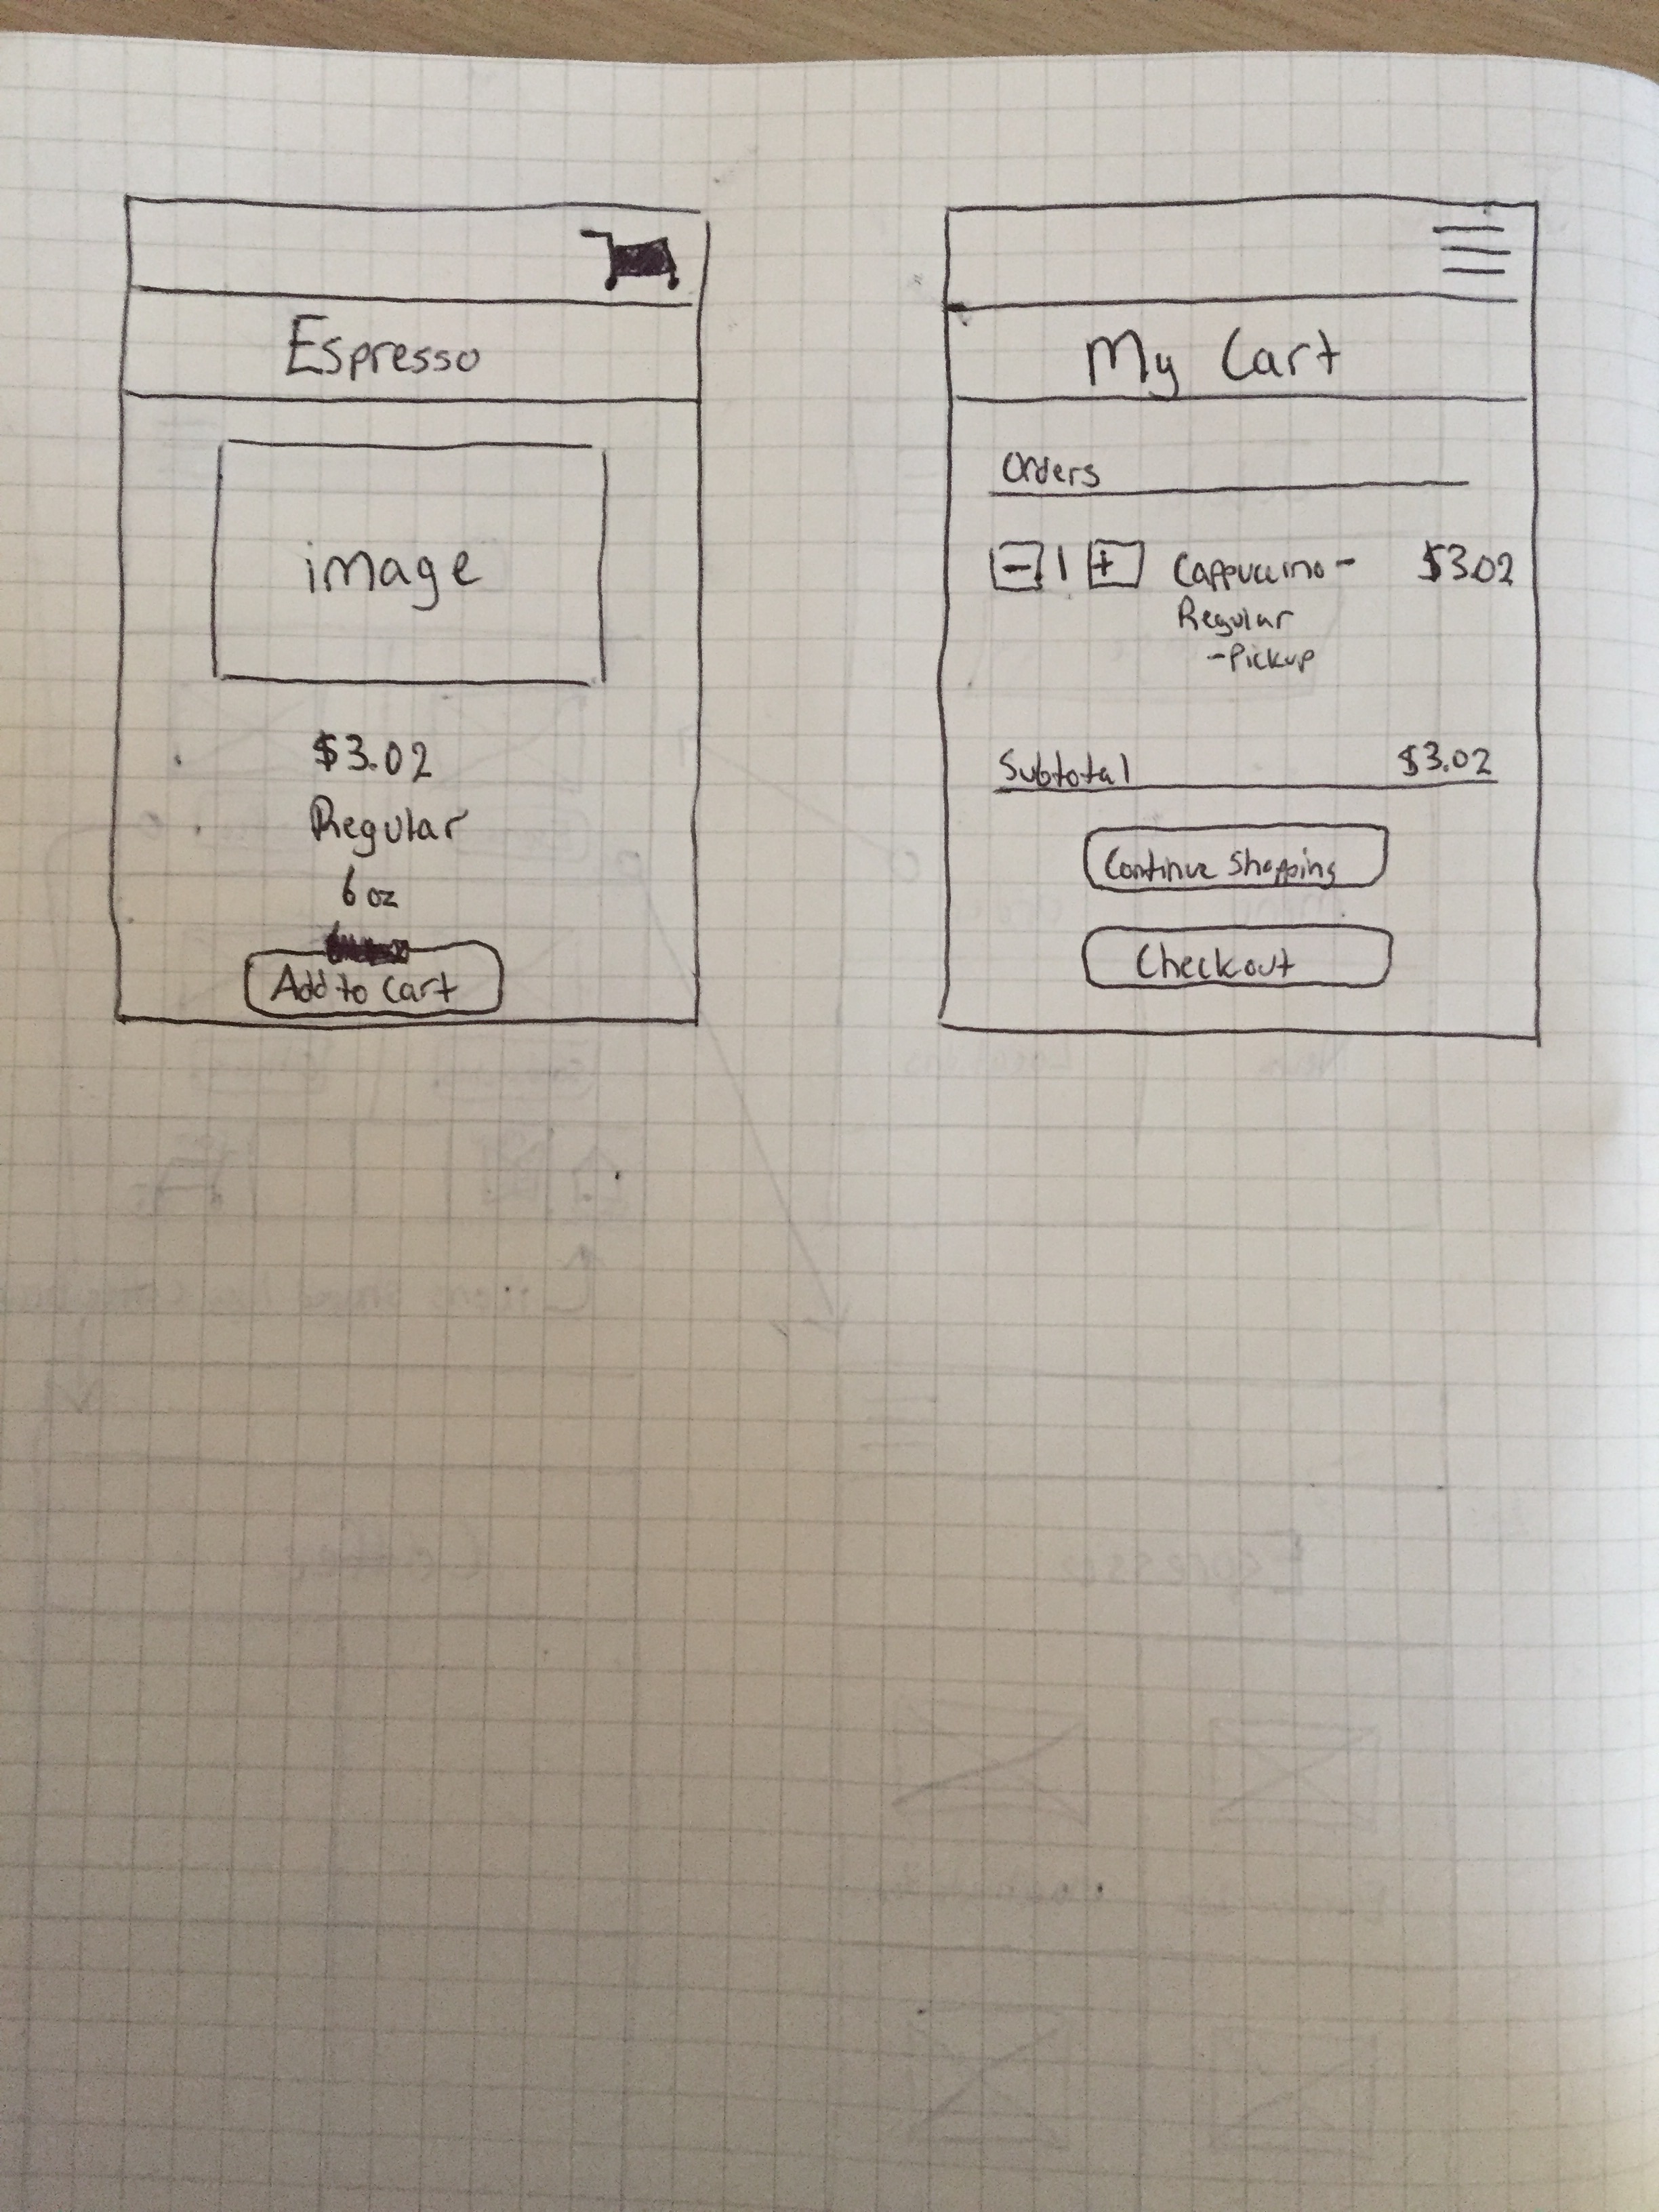 Espresso
image
$3.02
Regular
6 oz
Add to Cart
My Cart
Orders
- 1 + Cappuccino- $3.02
Regular
-Pickup
Subtotal $3.02
Continue Shopping
Checkout